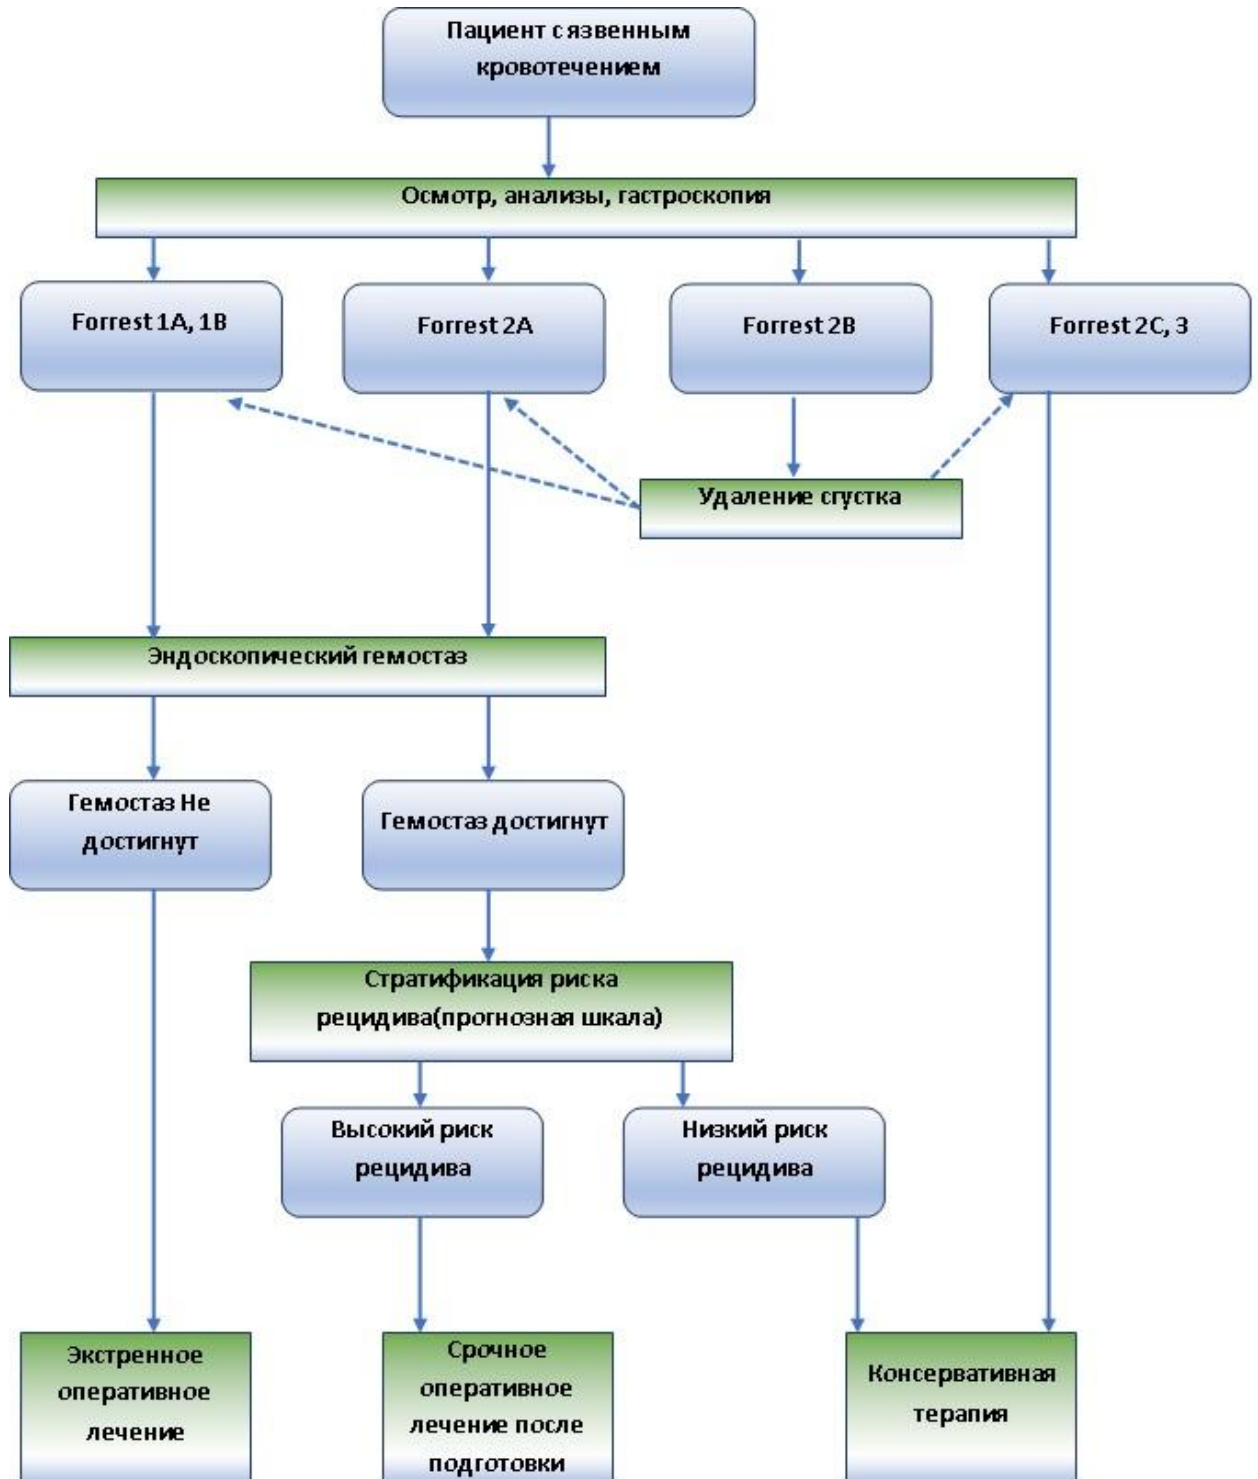 Пациент с язвенным
кровотечением
Осмотр, анализы, гастроскопия
Forrest 1A, 1B
Forrest 2A
Forrest 2B
Forrest 2C, 3
Удаление сгустка
Эндоскопический гемостаз
Гемостаз Не
достигнут
Гемостаз достигнут
Стратификация риска
рецидива(прогнозная шкала)
Высокий риск
рецидива
Низкий риск
рецидива
Экстренное
оперативное
лечение
Срочное
оперативное
лечение после
подготовки
Консервативная
терапия